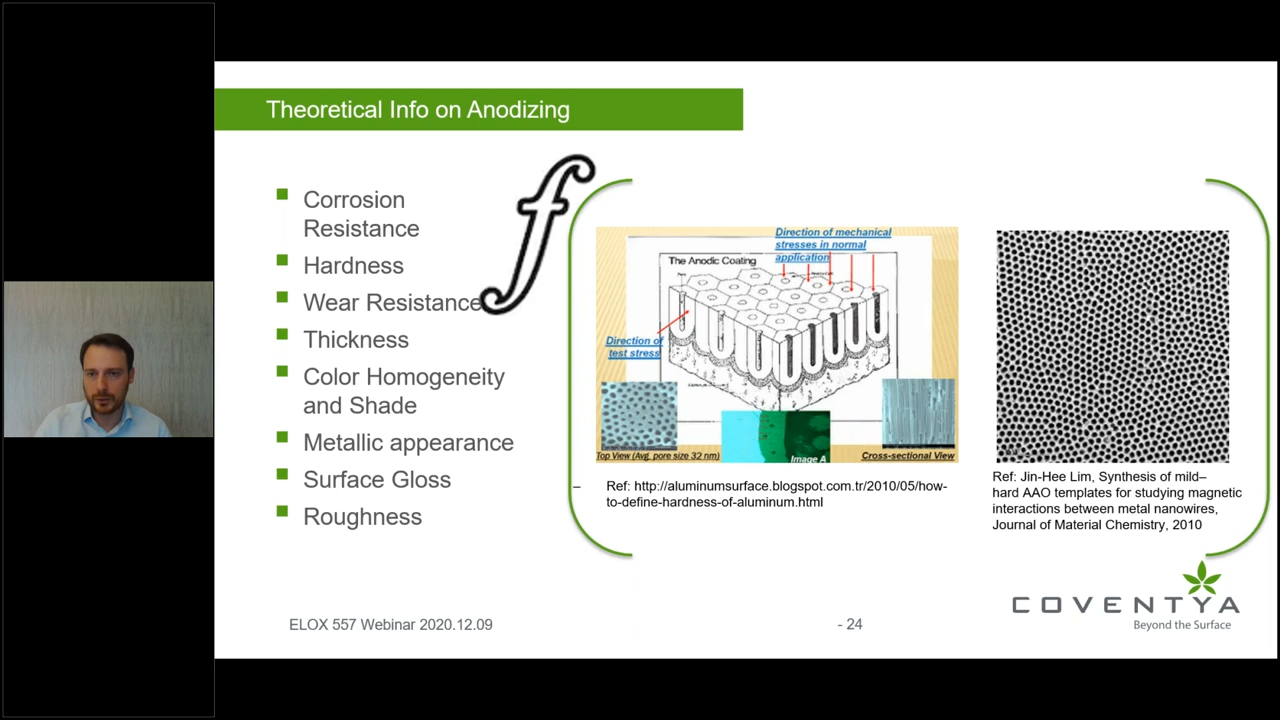 Theoretical Info on Anodizing
Corrosion
Resistance
Hardness
Wear Resistance
Thickness
Color Homogeneity
and Shade
Metallic appearance
Surface Gloss
Roughness
f
Direction of mechanical
stresses in normal
application
The Anodic Coating
Direction of
test stress
Top View (Avg. pore size 32 nm)
Image A
Cross-sectional View
– Ref: http://aluminumsurface.blogspot.com.tr/2010/05/how-
to-define-hardness-of-aluminum.html
Ref: Jin-Hee Lim, Synthesis of mild–
hard AAO templates for studying magnetic
interactions between metal nanowires,
Journal of Material Chemistry, 2010
COVENTYA
Beyond the Surface
ELOX 557 Webinar 2020.12.09
- 24